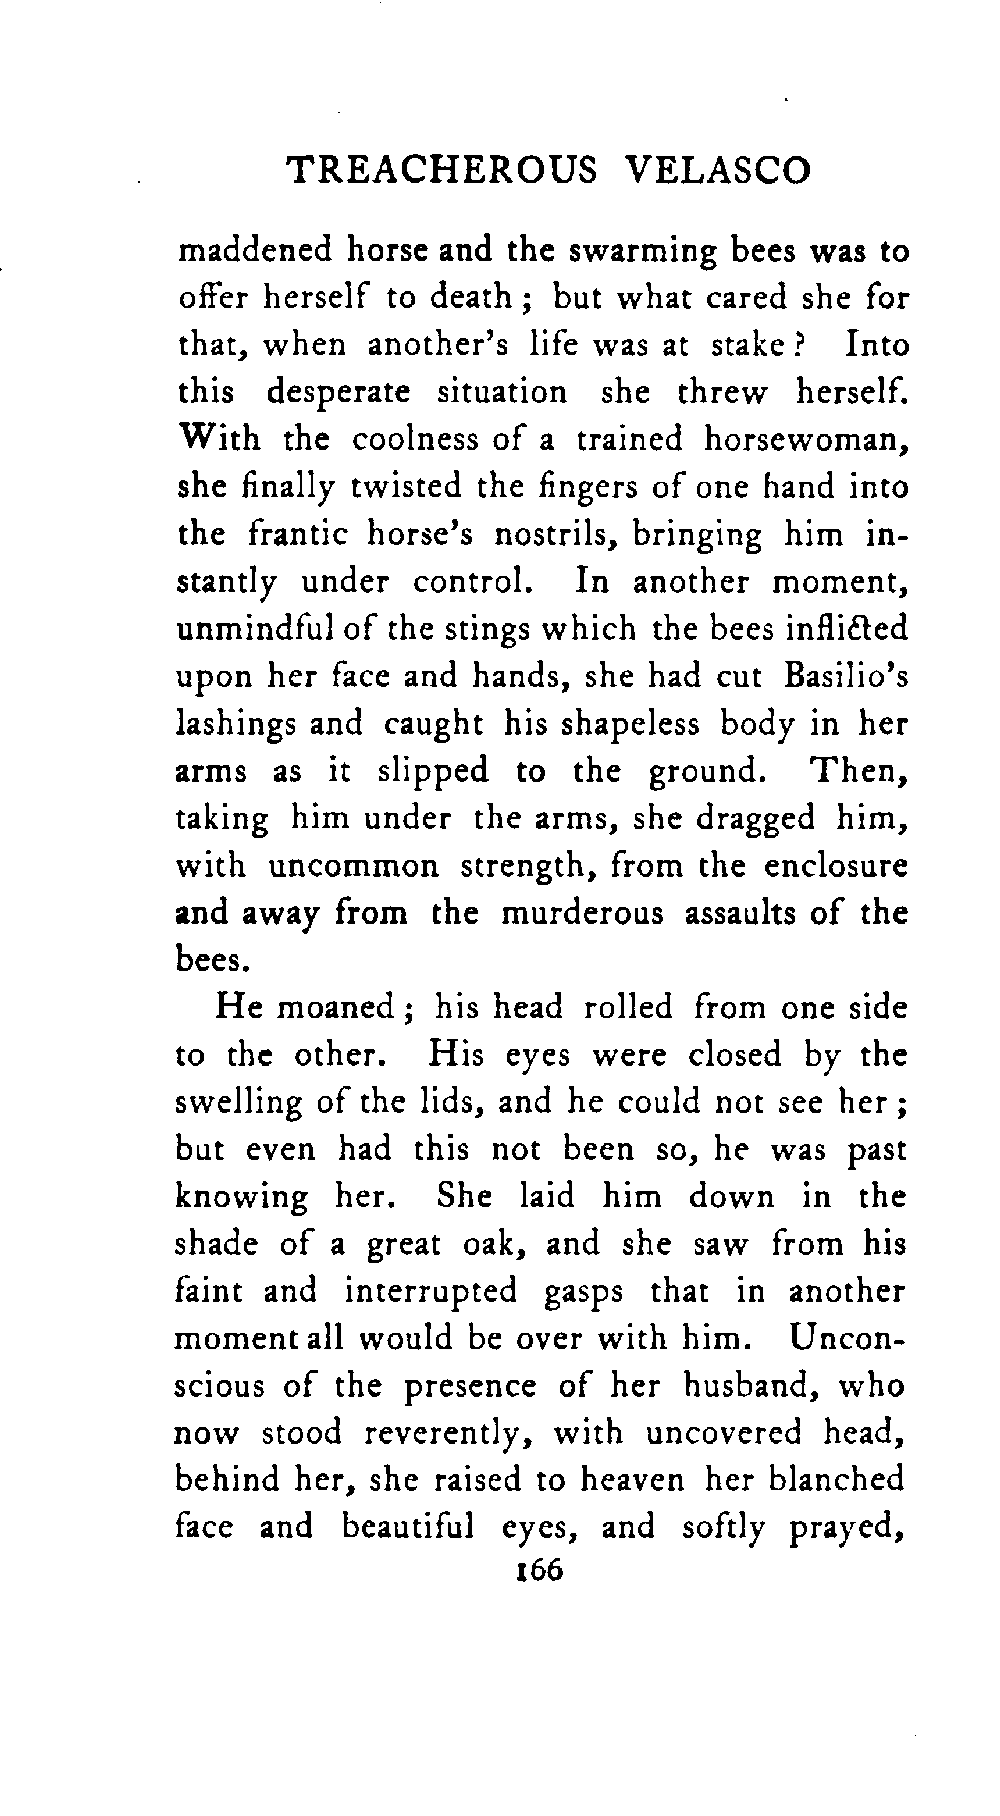 TREACHEROUS VELASCO
maddened horse and the swarming bees was to
offer herself to death ; but what cared she for
that, when another's life was at stake ? Into
this desperate situation she threw herself.
With the coolness of a trained horsewoman,
she finally twisted the fingers of one hand into
the frantic horse's nostrils, bringing him in-
stantly under control. In another moment,
unmindful of the stings which the bees inflicted
upon her face and hands, she had cut Basilio's
lashings and caught his shapeless body in her
arms as it slipped to the ground. Then,
taking him under the arms, she dragged him,
with uncommon strength, from the enclosure
and away from the murderous assaults of the
bees.
He moaned ; his head rolled from one side
to the other. His eyes were closed by the
swelling of the lids, and he could not see her ;
but even had this not been so, he was past
knowing her. She laid him down in the
shade of a great oak, and she saw from his
faint and interrupted gasps that in another
moment all would be over with him. Uncon-
scious of the presence of her husband, who
now stood reverently, with uncovered head,
behind her, she raised to heaven her blanched
face and beautiful eyes, and softly prayed,
166